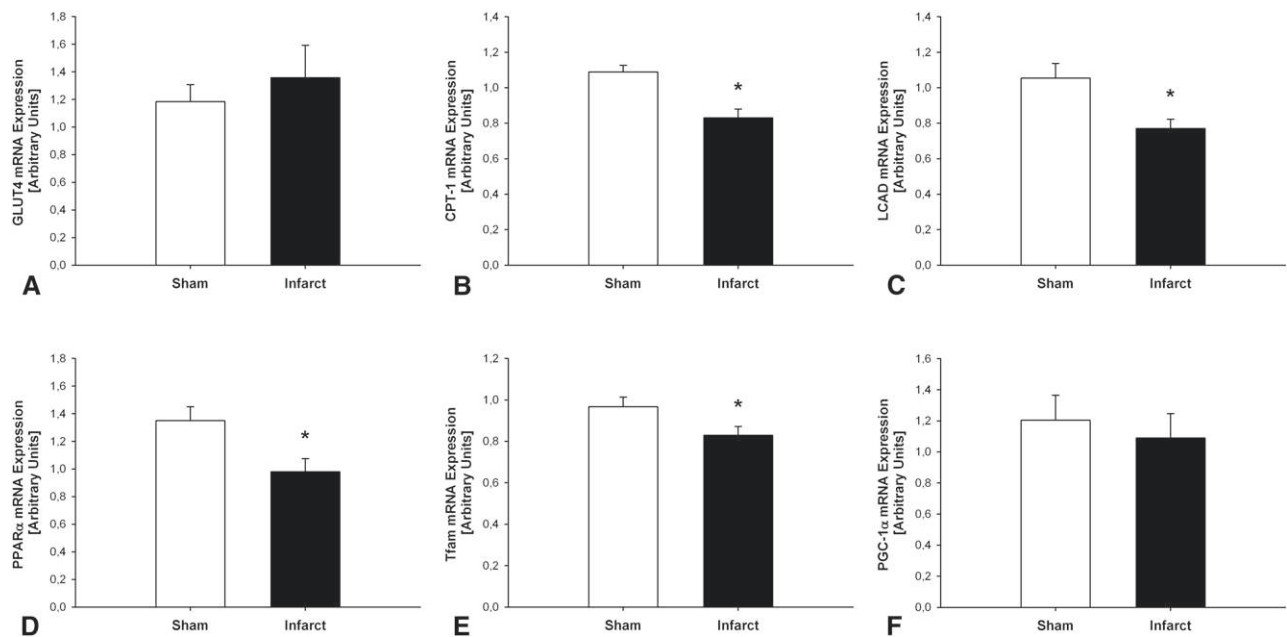 GLUT4 mRNA Expression
[Arbitrary Units]
1,8
1,6
1,4
1,2
1,0
0,8
0,6
0,4
0,2
0,0
Sham Infarct
A
CPT-1 mRNA Expression
[Arbitrary Units]
1,4
1,2
1,0
0,8
0,6
0,4
0,2
0,0
*
Sham Infarct
B
LCAD mRNA Expression
[Arbitrary Units]
1,4
1,2
1,0
0,8
0,6
0,4
0,2
0,0
*
Sham Infarct
C
PPARα mRNA Expression
[Arbitrary Units]
1,8
1,6
1,4
1,2
1,0
0,8
0,6
0,4
0,2
0,0
*
Sham Infarct
D
Tfam mRNA Expression
[Arbitrary Units]
1,2
1,0
0,8
0,6
0,4
0,2
0,0
*
Sham Infarct
E
PGC-1α mRNA Expression
[Arbitrary Units]
1,6
1,4
1,2
1,0
0,8
0,6
0,4
0,2
0,0
Sham Infarct
F